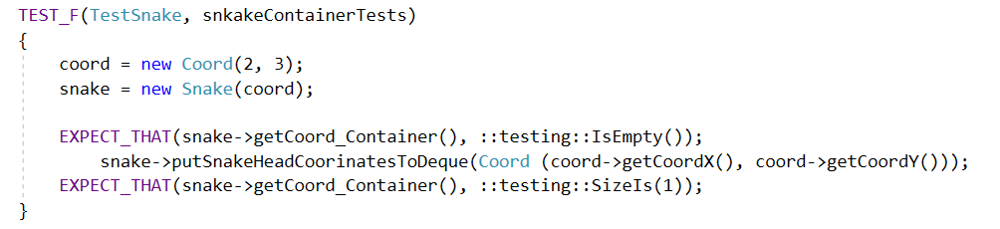 TEST_F(TestSnake, snkakeContainerTests)
{
coord = new Coord(2, 3);
snake = new Snake(coord);
EXPECT_THAT(snake->getCoord_Container(), ::testing::IsEmpty());
snake->putSnakeHeadCoorinatesToDeque(Coord (coord->getCoordX(), coord->getCoordY()));
EXPECT_THAT(snake->getCoord_Container(), ::testing::SizeIs(1));
}